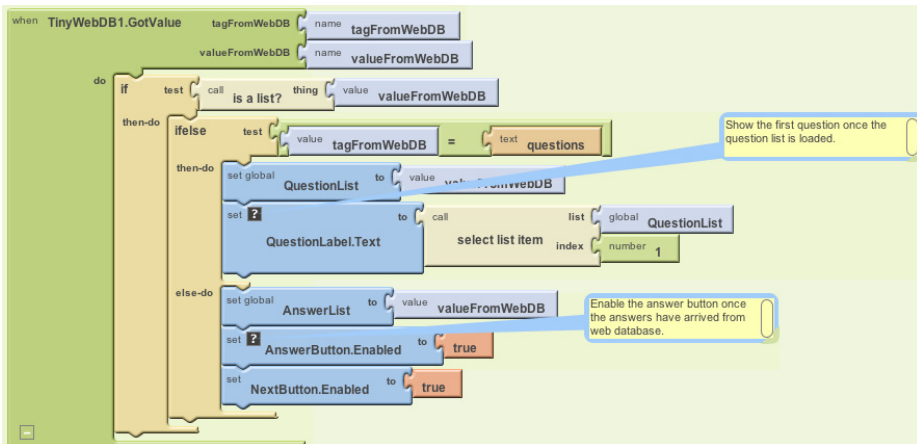 when TinyWebDB1.GotValue tagFromWebDB name tagFromWebDB
valueFromWebDB name valueFromWebDB
do if test call is a list? thing value valueFromWebDB
then-do ifelse test value tagFromWebDB = text questions
Show the first question once the
question list is loaded.
then-do set global QuestionList to value valueFromWebDB
set ? QuestionLabel.Text to call select list item list global QuestionList
index number 1
else-do set global AnswerList to value valueFromWebDB
Enable the answer button once
the answers have arrived from
web database.
set ? AnswerButton.Enabled to true
set NextButton.Enabled to true